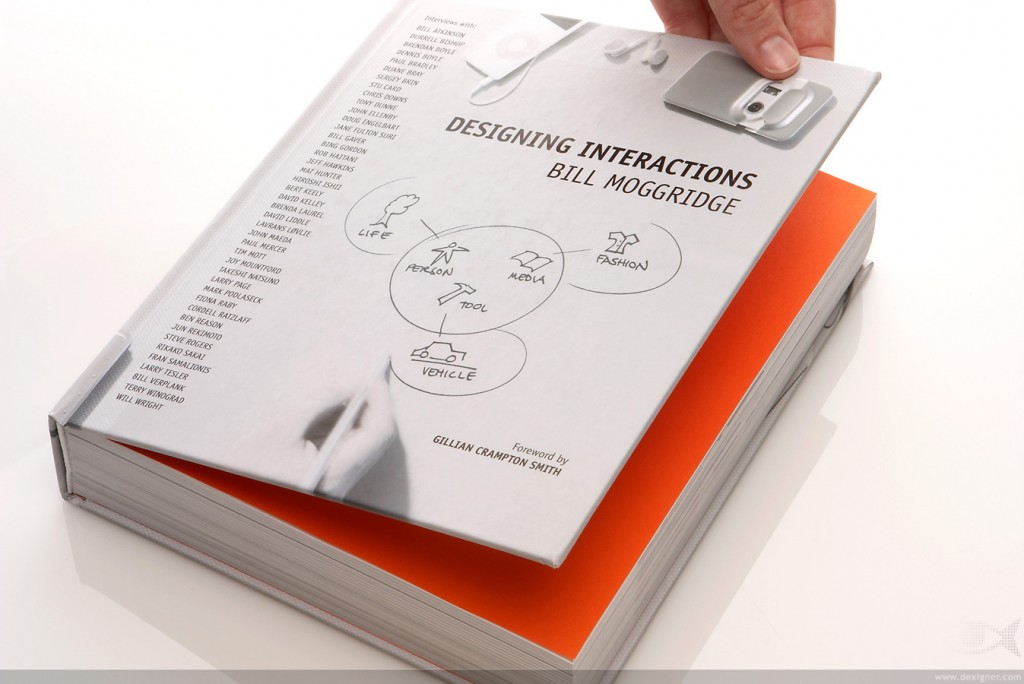 Interviews with:
BILL ATKINSON
DURRELL BISHOP
BRENDAN BOYLE
DENNIS BOYLE
PAUL BRADLEY
DUANE BRAY
SERGEY BRIN
STU CARD
CHRIS DOWNS
TONY DUNNE
JOHN ELLENBY
DOUG ENGELBART
JANE FULTON SURI
BILL GAVER
BING GORDON
ROB HAITANI
JEFF HAWKINS
MAT HUNTER
HIROSHI ISHII
BERT KEELY
DAVID KELLEY
BRENDA LAUREL
DAVID LIDDLE
LAVRANS LØVLIE
JOHN MAEDA
PAUL MERCER
TIM MOTT
JOY MOUNTFORD
TAKESHI NATSUNO
LARRY PAGE
MARK PODLASECK
FIONA RABY
CORDELL RATZLAFF
BEN REASON
JUN REKIMOTO
STEVE ROGERS
RIKAKO SAKAI
FRAN SAMALIONIS
LARRY TESLER
BILL VERPLANK
TERRY WINOGRAD
WILL WRIGHT
DESIGNING INTERACTIONS
BILL MOGGRIDGE
LIFE
PERSON
MEDIA
FASHION
TOOL
VEHICLE
Foreword by
GILLIAN CRAMPTON SMITH
www.dexigner.com